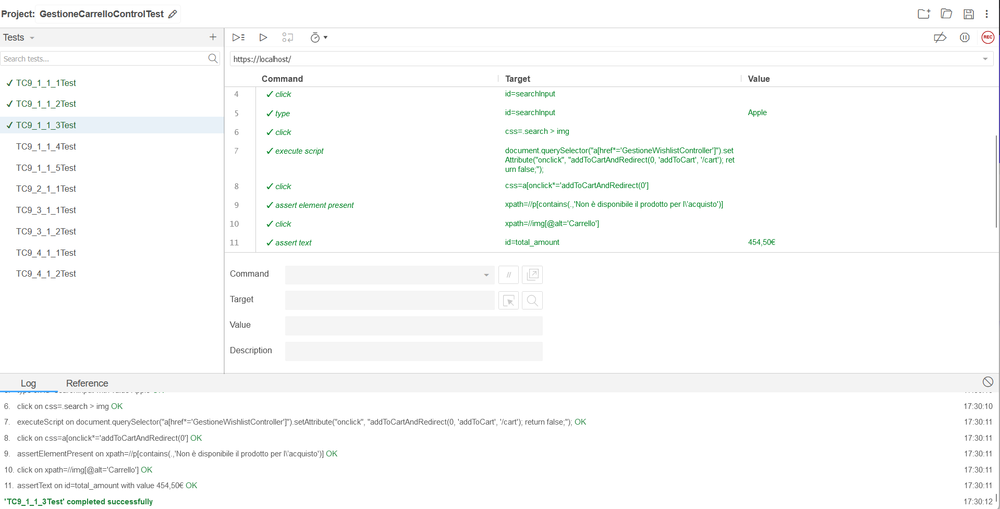 Project: GestioneCarrelloControlTest
Tests
REC
Search tests...
https://localhost/
Command Target Value
✓ TC9_1_1_1Test
✓ TC9_1_1_2Test
✓ TC9_1_1_3Test
TC9_1_1_4Test
TC9_1_1_5Test
TC9_2_1_1Test
TC9_3_1_1Test
TC9_3_1_2Test
TC9_4_1_1Test
TC9_4_1_2Test
4 ✓ click id=searchInput
5 ✓ type id=searchInput Apple
6 ✓ click css=.search > img
7 ✓ execute script document.querySelector("a[href*='GestioneWishlistController']").set
Attribute("onclick", "addToCartAndRedirect(0, 'addToCart', '/cart'); ret
urn false;");
8 ✓ click css=a[onclick*='addToCartAndRedirect(0']
9 ✓ assert element present xpath=//p[contains(.,'Non è disponibile il prodotto per l\’acquisto')]
10 ✓ click xpath=//img[@alt='Carrello']
11 ✓ assert text id=total_amount 454,50€
Command //
Target
Value
Description
Log Reference
6. click on css=.search > img OK 17:30:10
7. executeScript on document.querySelector("a[href*='GestioneWishlistController']").setAttribute("onclick", "addToCartAndRedirect(0, 'addToCart', '/cart'); return false;"); OK 17:30:11
8. click on css=a[onclick*='addToCartAndRedirect(0'] OK 17:30:11
9. assertElementPresent on xpath=//p[contains(.,'Non è disponibile il prodotto per l\’acquisto')] OK 17:30:11
10. click on xpath=//img[@alt='Carrello'] OK 17:30:11
11. assertText on id=total_amount with value 454,50€ OK 17:30:11
'TC9_1_1_3Test' completed successfully 17:30:12